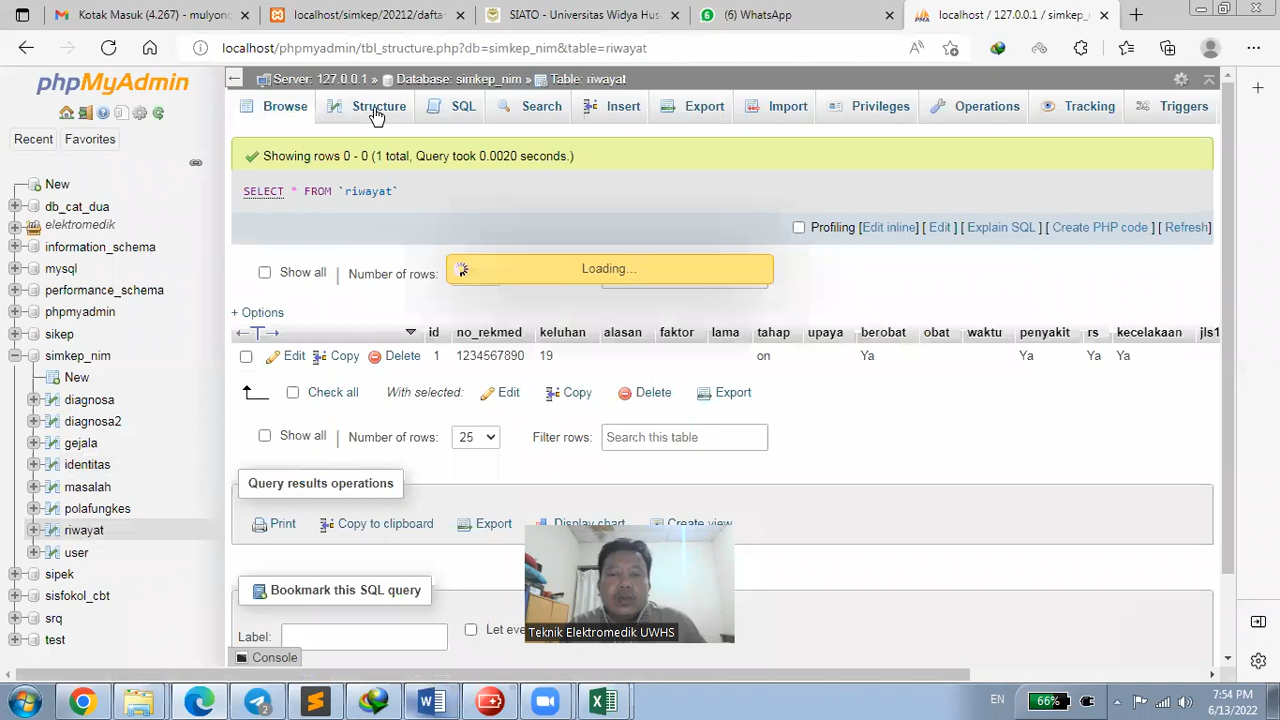 Kotak Masuk (4.267) - mulyono
localhost/simkep/20212/dafta
SIATO - Universitas Widya Hus
(6) WhatsApp
localhost / 127.0.0.1 / simkep_
localhost/phpmyadmin/tbl_structure.php?db=simkep_nim&table=riwayat
phpMyAdmin
Server: 127.0.0.1 » Database: simkep_nim » Table: riwayat
Browse Structure SQL Search Insert Export Import Privileges Operations Tracking Triggers
Recent Favorites
New
db_cat_dua
elektromedik
information_schema
mysql
performance_schema
phpmyadmin
sikep
simkep_nim
New
diagnosa
diagnosa2
gejala
identitas
masalah
polafungkes
riwayat
user
sipek
sisfokol_cbt
srq
test
Showing rows 0 - 0 (1 total, Query took 0.0020 seconds.)
SELECT * FROM `riwayat`
Profiling [Edit inline] [ Edit ] [ Explain SQL ] [ Create PHP code ] [ Refresh]
Show all Number of rows:
Loading...
+ Options
id no_rekmed keluhan alasan faktor lama tahap upaya berobat obat waktu penyakit rs kecelakaan jls1
Edit Copy Delete 1 1234567890 19 on Ya Ya Ya Ya
Check all With selected: Edit Copy Delete Export
Show all Number of rows: 25 Filter rows: Search this table
Query results operations
Print Copy to clipboard Export Display chart Create view
Bookmark this SQL query
Label: Let eve
Teknik Elektromedik UWHS
Console
EN 66% 7:54 PM
6/13/2022